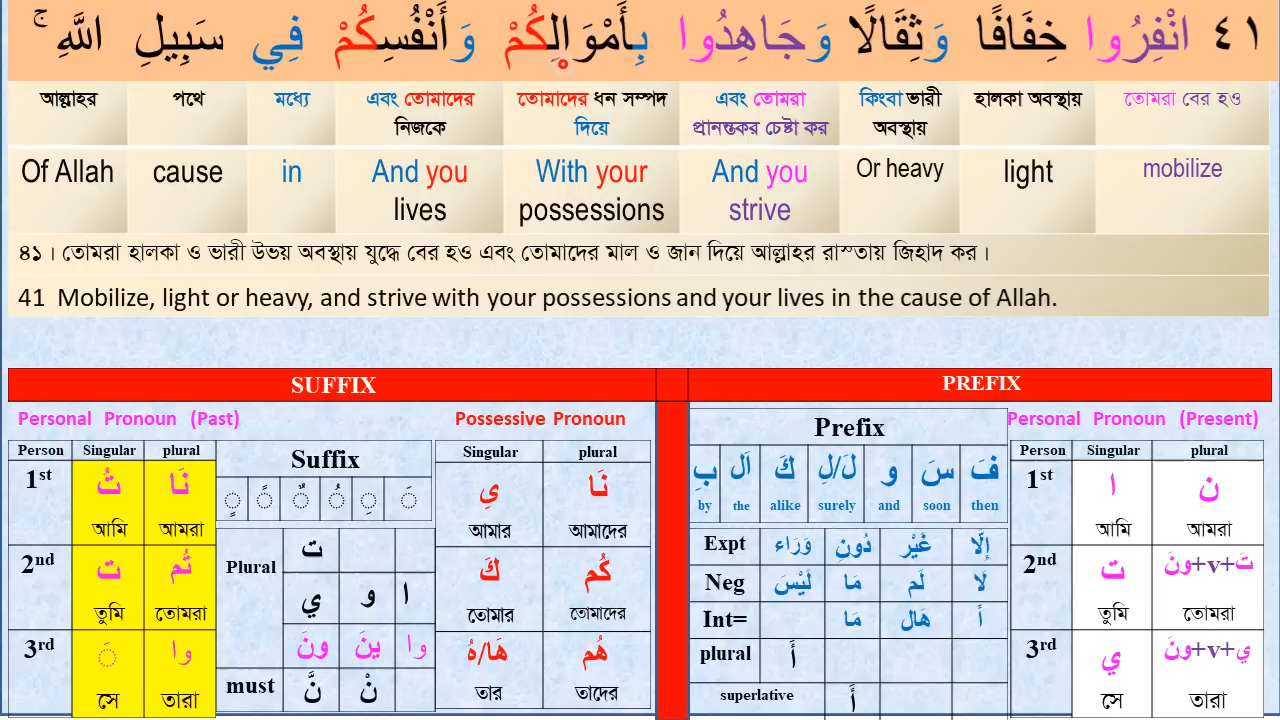 ٤١ انْفِرُوا خِفَافًا وَثِقَالًا وَجَاهِدُوا بِأَمْوَالِكُمْ وَأَنْفُسِكُمْ فِي سَبِيلِ اللَّهِ ۚ
আল্লাহর পথে মধ্যে এবং তোমাদের নিজকে তোমাদের ধন সম্পদ দিয়ে এবং তোমরা প্রানন্তকর চেষ্টা কর কিংবা ভারী অবস্থায় হালকা অবস্থায় তোমরা বের হও
Of Allah cause in And you lives With your possessions And you strive Or heavy light mobilize
৪১। তোমরা হালকা ও ভারী উভয় অবস্থায় যুদ্ধে বের হও এবং তোমাদের মাল ও জান দিয়ে আল্লাহর রাস্তায় জিহাদ কর।
41 Mobilize, light or heavy, and strive with your possessions and your lives in the cause of Allah.
SUFFIX
Personal Pronoun (Past)
Person Singular plural
1st تُ نَا
আমি আমরা
2nd ت تُم
তুমি তোমরা
3rd َ وا
সে তারা
Suffix
ٍ ً ٌ ُ ِ َ
Plural ت
ي و ا
ونَ ينَ وا
must نَّ نْ
Possessive Pronoun
Singular plural
ي نَا
আমার আমাদের
كَ كُم
তোমার তোমাদের
هَا/هُ هُم
তার তাদের
PREFIX
Prefix
بِ اَل كَ لَ/لِ و سَ فَ
by the alike surely and soon then
Expt وَرَاء دُونِ غَيْر إِلَّا
Neg لَيْسَ مَا لَم لَا
Int= مَا هَال أَ
plural أَ
superlative أَ
Personal Pronoun (Present)
Person Singular plural
1st ا ن
আমি আমরা
2nd ت تَ+v+ونَ
তুমি তোমরা
3rd ي ي+v+ونَ
সে তারা